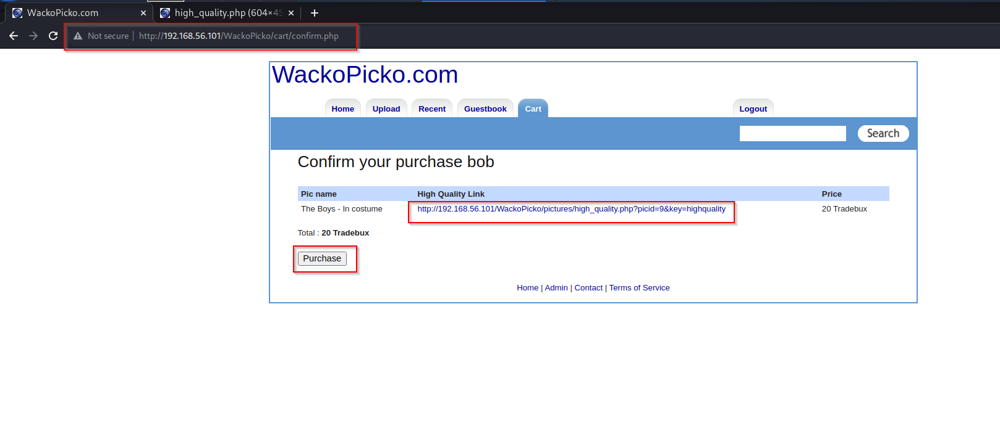 WackoPicko.com
high_quality.php (604×45
Not secure http://192.168.56.101/WackoPicko/cart/confirm.php
WackoPicko.com
Home Upload Recent Guestbook Cart Logout
Search
Confirm your purchase bob
Pic name High Quality Link Price
The Boys - In costume http://192.168.56.101/WackoPicko/pictures/high_quality.php?picid=9&key=highquality 20 Tradebux
Total : 20 Tradebux
Purchase
Home | Admin | Contact | Terms of Service